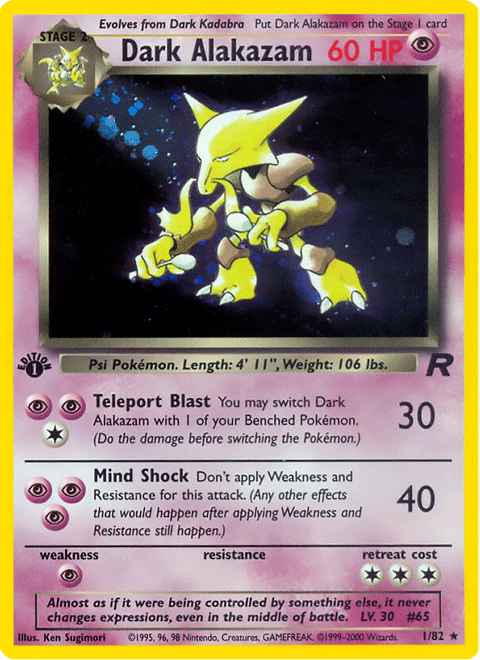 Evolves from Dark Kadabra Put Dark Alakazam on the Stage 1 card
STAGE 2
Dark Alakazam 60 HP
Psi Pokémon. Length: 4' 11", Weight: 106 lbs.
EDITION
1
R
Teleport Blast You may switch Dark
Alakazam with 1 of your Benched Pokémon.
(Do the damage before switching the Pokémon.)
30
Mind Shock Don't apply Weakness and
Resistance for this attack. (Any other effects
that would happen after applying Weakness and
Resistance still happen.)
40
weakness resistance retreat cost
Almost as if it were being controlled by something else, it never
changes expressions, even in the middle of battle. LV. 30 #65
Illus. Ken Sugimori ©1995, 96, 98 Nintendo, Creatures, GAMEFREAK. ©1999-2000 Wizards. 1/82 ★